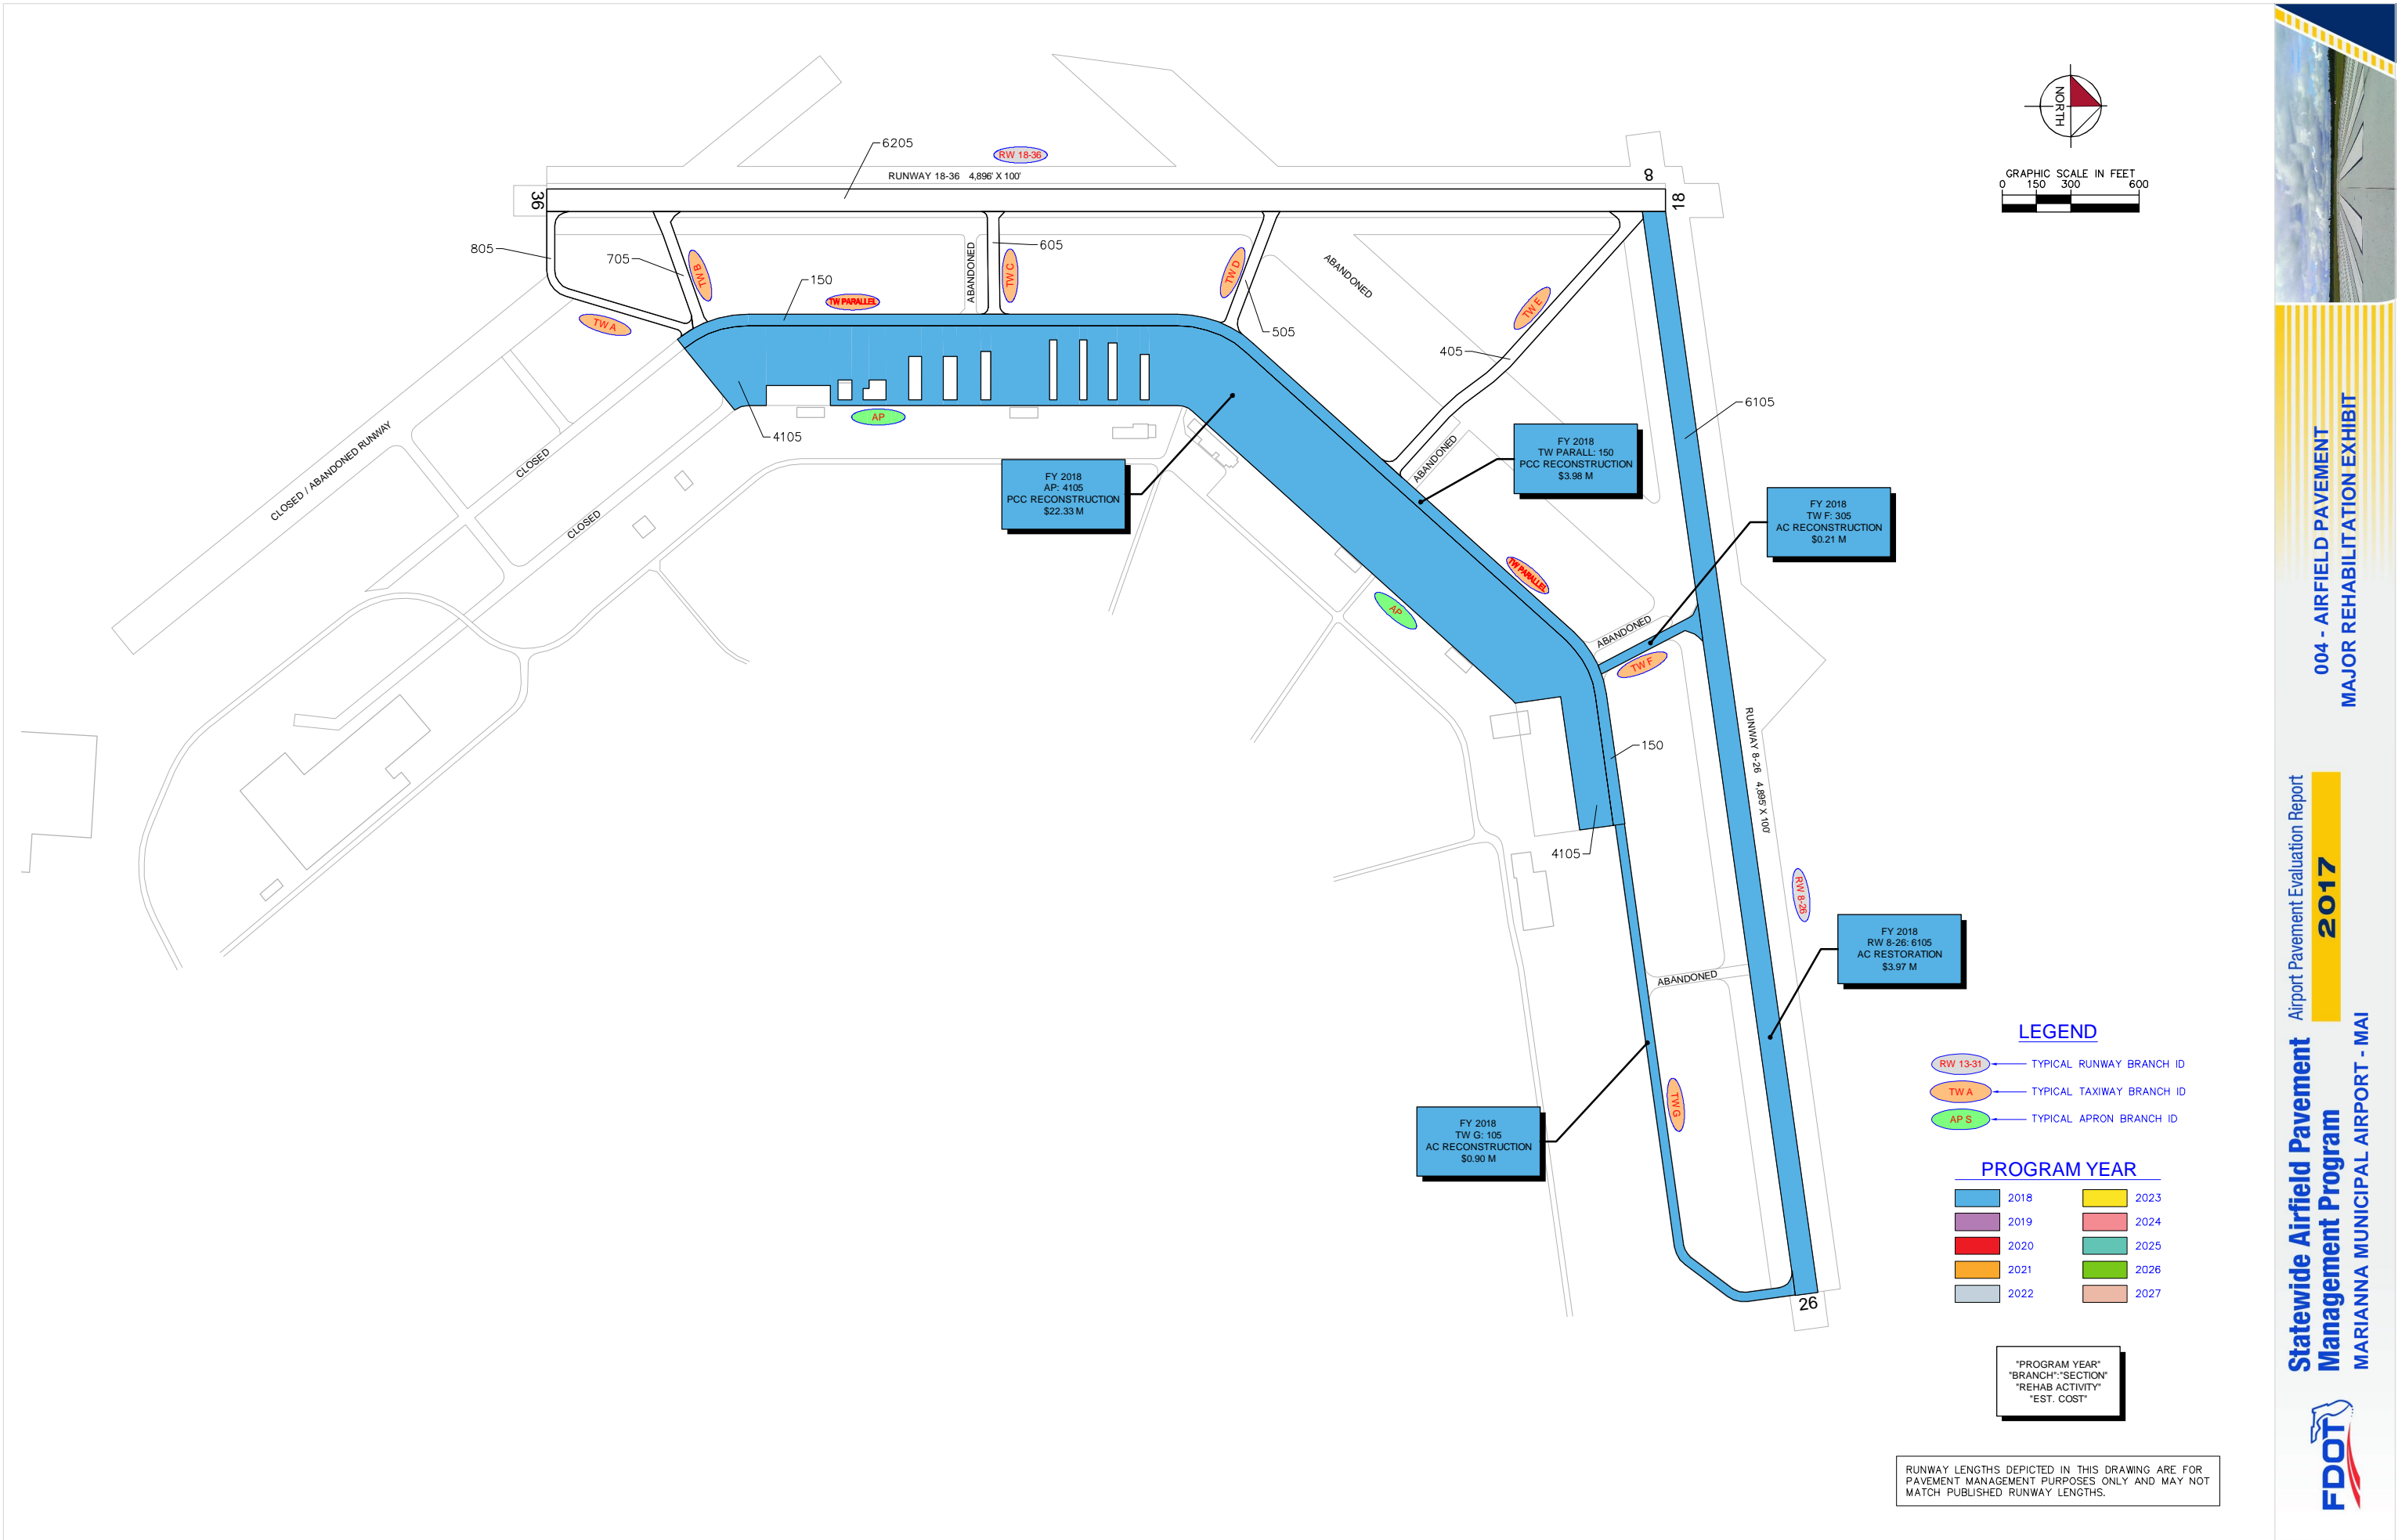 6205
RW 18-36
RUNWAY 18-36 4,896' X 100'
36
8
18
NORTH
GRAPHIC SCALE IN FEET
0 150 300 600
805
705
TW B
150
TW PARALLEL
ABANDONED
605
TW C
TW D
505
ABANDONED
TW E
405
TW A
6105
CLOSED / ABANDONED RUNWAY
CLOSED
CLOSED
4105
AP
FY 2018
AP: 4105
PCC RECONSTRUCTION
$22.33 M
FY 2018
TW PARALL: 150
PCC RECONSTRUCTION
$3.98 M
ABANDONED
FY 2018
TW F: 305
AC RECONSTRUCTION
$0.21 M
TW PARALLEL
AP
ABANDONED
TW F
150
RUNWAY 8-26 4,895' X 100'
4105
RW 8-26
FY 2018
RW 8-26: 6105
AC RESTORATION
$3.97 M
ABANDONED
TW G
FY 2018
TW G: 105
AC RECONSTRUCTION
$0.90 M
26
LEGEND
RW 13-31 TYPICAL RUNWAY BRANCH ID
TW A TYPICAL TAXIWAY BRANCH ID
AP S TYPICAL APRON BRANCH ID
PROGRAM YEAR
2018 2023
2019 2024
2020 2025
2021 2026
2022 2027
"PROGRAM YEAR"
"BRANCH":"SECTION"
"REHAB ACTIVITY"
"EST. COST"
RUNWAY LENGTHS DEPICTED IN THIS DRAWING ARE FOR
PAVEMENT MANAGEMENT PURPOSES ONLY AND MAY NOT
MATCH PUBLISHED RUNWAY LENGTHS.
FDOT
Statewide Airfield Pavement
Management Program
MARIANNA MUNICIPAL AIRPORT - MAI
Airport Pavement Evaluation Report
2017
004 - AIRFIELD PAVEMENT
MAJOR REHABILITATION EXHIBIT